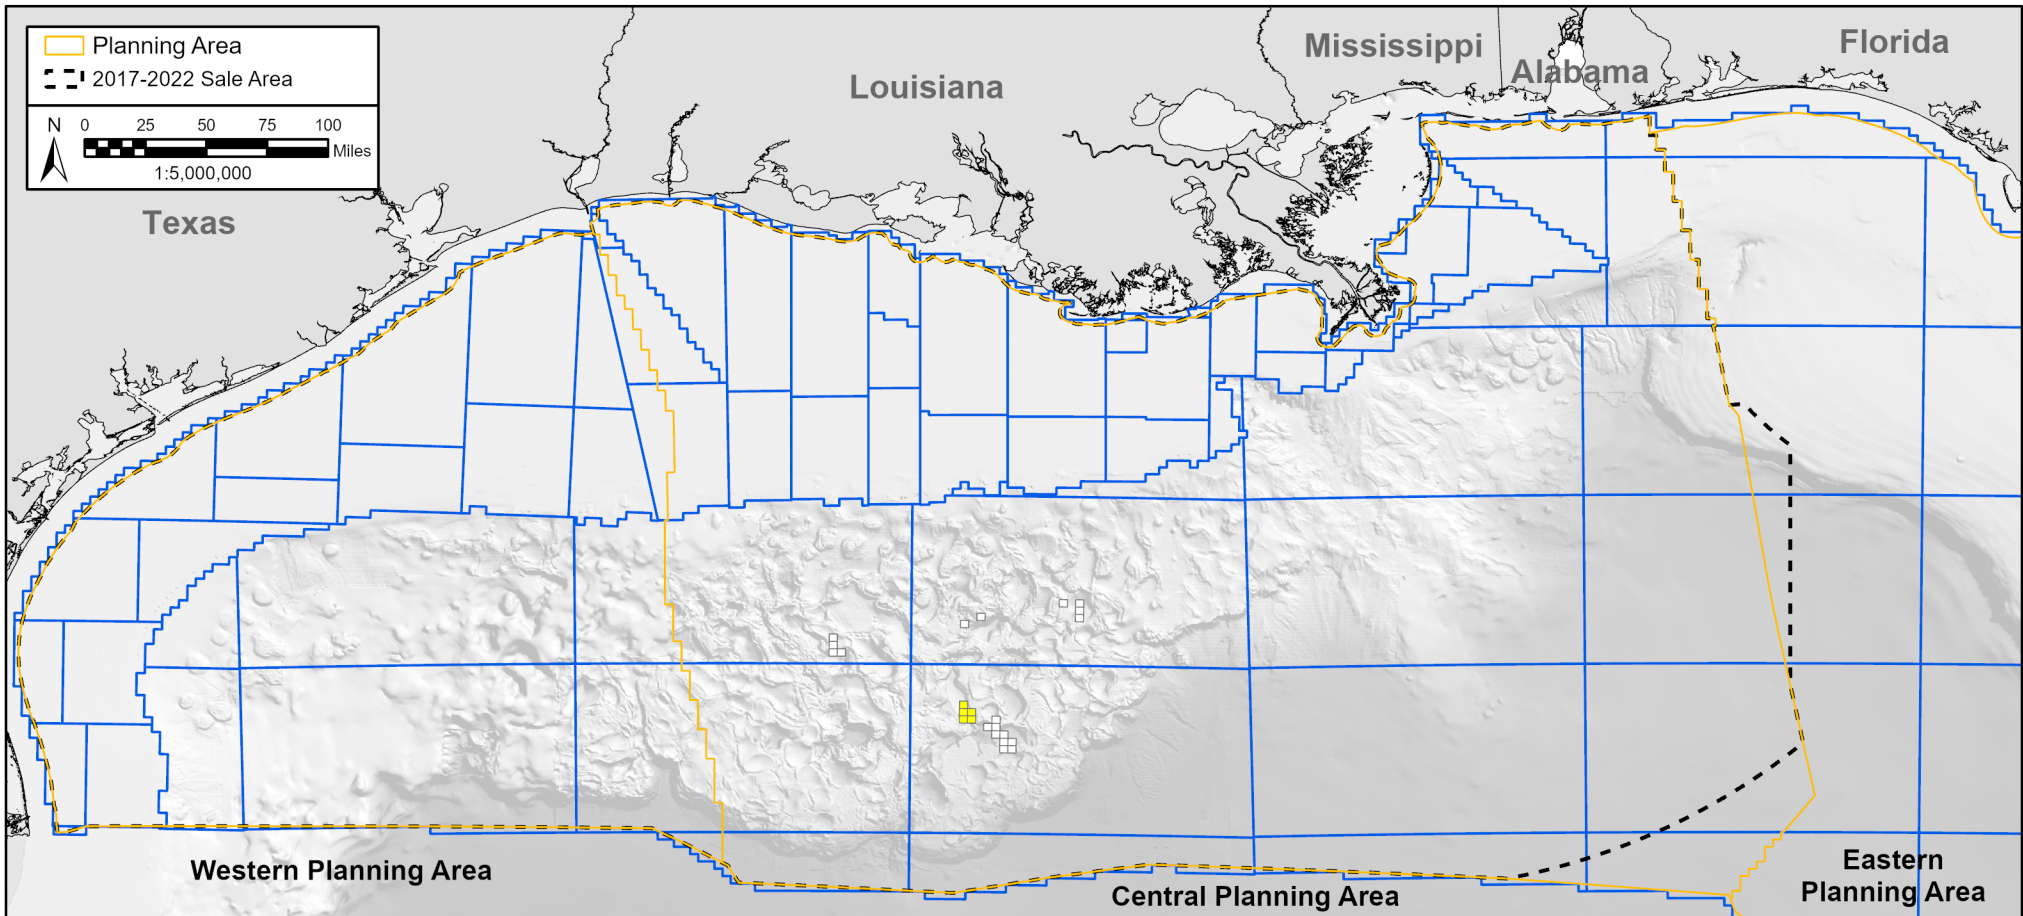 Planning Area
2017-2022 Sale Area
N
0 25 50 75 100
Miles
1:5,000,000
Texas
Louisiana
Mississippi
Alabama
Florida
Western Planning Area
Central Planning Area
Eastern
Planning Area